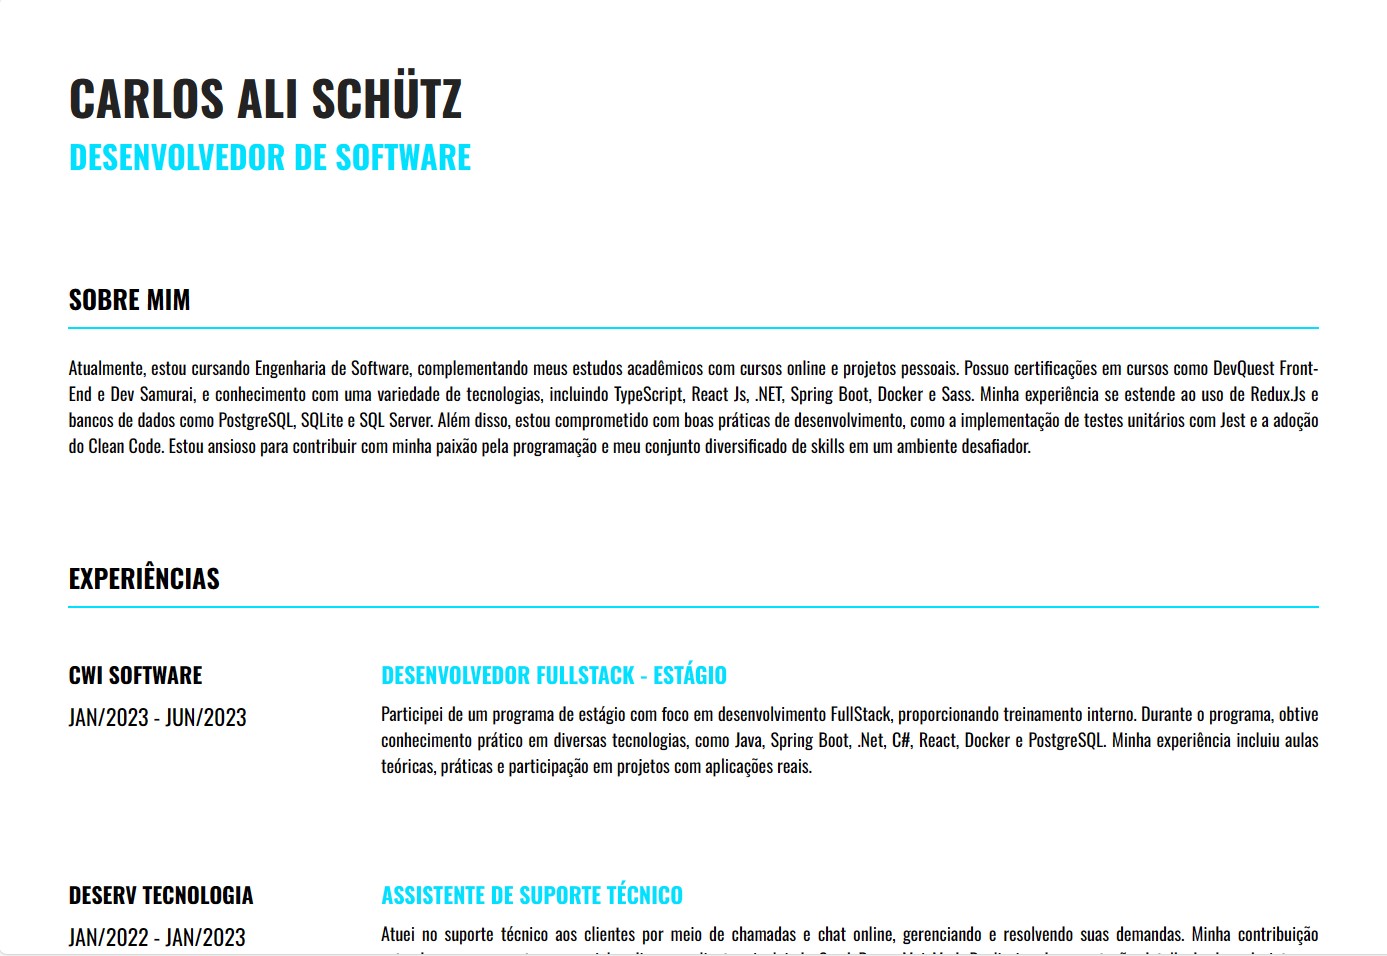 CARLOS ALI SCHÜTZ
DESENVOLVEDOR DE SOFTWARE
SOBRE MIM
Atualmente, estou cursando Engenharia de Software, complementando meus estudos acadêmicos com cursos online e projetos pessoais. Possuo certificações em cursos como DevQuest Front-
End e Dev Samurai, e conhecimento com uma variedade de tecnologias, incluindo TypeScript, React Js, .NET, Spring Boot, Docker e Sass. Minha experiência se estende ao uso de Redux.Js e
bancos de dados como PostgreSQL, SQLite e SQL Server. Além disso, estou comprometido com boas práticas de desenvolvimento, como a implementação de testes unitários com Jest e a adoção
do Clean Code. Estou ansioso para contribuir com minha paixão pela programação e meu conjunto diversificado de skills em um ambiente desafiador.
EXPERIÊNCIAS
CWI SOFTWARE
JAN/2023 - JUN/2023
DESENVOLVEDOR FULLSTACK - ESTÁGIO
Participei de um programa de estágio com foco em desenvolvimento FullStack, proporcionando treinamento interno. Durante o programa, obtive
conhecimento prático em diversas tecnologias, como Java, Spring Boot, .Net, C#, React, Docker e PostgreSQL. Minha experiência incluiu aulas
teóricas, práticas e participação em projetos com aplicações reais.
DESERV TECNOLOGIA
JAN/2022 - JAN/2023
ASSISTENTE DE SUPORTE TÉCNICO
Atuei no suporte técnico aos clientes por meio de chamadas e chat online, gerenciando e resolvendo suas demandas. Minha contribuição